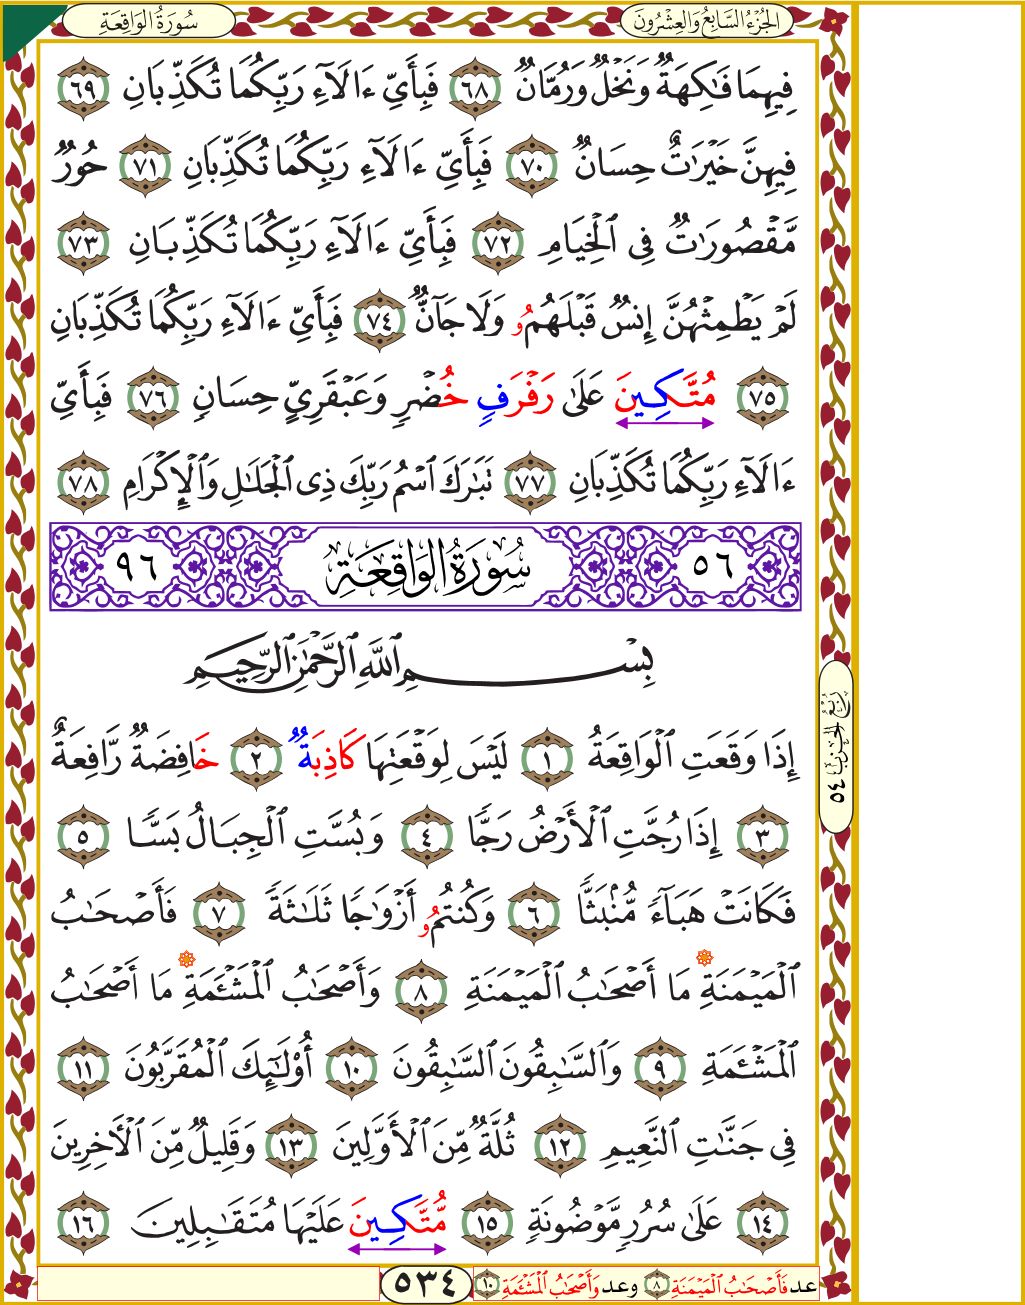 الجُزْءُ السَّابِعُ وَالعِشْرُونَ
سُورَةُ الوَاقِعَةِ
فِيهِمَا فَٰكِهَةٞ وَنَخۡلٞ وَرُمَّانٞ ٦٨ فَبِأَيِّ ءَالَآءِ رَبِّكُمَا تُكَذِّبَانِ ٦٩
فِيهِنَّ خَيۡرَٰتٌ حِسَانٞ ٧٠ فَبِأَيِّ ءَالَآءِ رَبِّكُمَا تُكَذِّبَانِ ٧١ حُورٞ
مَّقۡصُورَٰتٞ فِي ٱلۡخِيَامِ ٧٢ فَبِأَيِّ ءَالَآءِ رَبِّكُمَا تُكَذِّبَانِ ٧٣
لَمۡ يَطۡمِثۡهُنَّ إِنسٞ قَبۡلَهُمُو وَلَا جَآنّٞ ٧٤ فَبِأَيِّ ءَالَآءِ رَبِّكُمَا تُكَذِّبَانِ
٧٥ مُتَّكِينَ عَلَىٰ رَفۡرَفٍ خُضۡرٖ وَعَبۡقَرِيٍّ حِسَانٖ ٧٦ فَبِأَيِّ
ءَالَآءِ رَبِّكُمَا تُكَذِّبَانِ ٧٧ تَبَٰرَكَ ٱسۡمُ رَبِّكَ ذِي ٱلۡجَلَٰلِ وَٱلۡإِكۡرَامِ ٧٨
٥٦ سُورَةُ الوَاقِعَةِ ٩٦
بِسۡمِ ٱللَّهِ ٱلرَّحۡمَٰنِ ٱلرَّحِيمِ
إِذَا وَقَعَتِ ٱلۡوَاقِعَةُ ١ لَيۡسَ لِوَقۡعَتِهَا كَاذِبَةٌ ٢ خَافِضَةٞ رَّافِعَةٌ
٣ إِذَا رُجَّتِ ٱلۡأَرۡضُ رَجّٗا ٤ وَبُسَّتِ ٱلۡجِبَالُ بَسّٗا ٥
فَكَانَتۡ هَبَآءٗ مُّنۢبَثّٗا ٦ وَكُنتُمُو أَزۡوَٰجٗا ثَلَٰثَةٗ ٧ فَأَصۡحَٰبُ
ٱلۡمَيۡمَنَةِ مَا أَصۡحَٰبُ ٱلۡمَيۡمَنَةِ ٨ وَأَصۡحَٰبُ ٱلۡمَشۡـَٔمَةِ مَا أَصۡحَٰبُ
ٱلۡمَشۡـَٔمَةِ ٩ وَٱلسَّٰبِقُونَ ٱلسَّٰبِقُونَ ١٠ أُوْلَٰٓئِكَ ٱلۡمُقَرَّبُونَ ١١
فِي جَنَّٰتِ ٱلنَّعِيمِ ١٢ ثُلَّةٞ مِّنَ ٱلۡأَوَّلِينَ ١٣ وَقَلِيلٞ مِّنَ ٱلۡأٓخِرِينَ
١٤ عَلَىٰ سُرُرٖ مَّوۡضُونَةٖ ١٥ مُّتَّكِينَ عَلَيۡهَا مُتَقَٰبِلِينَ ١٦
رُبْعُ الحِزْبِ ٥٤
عد فَأَصۡحَٰبُ ٱلۡمَيۡمَنَةِ ٨ وعد وَأَصۡحَٰبُ ٱلۡمَشۡـَٔمَةِ ١٠
٥٣٤